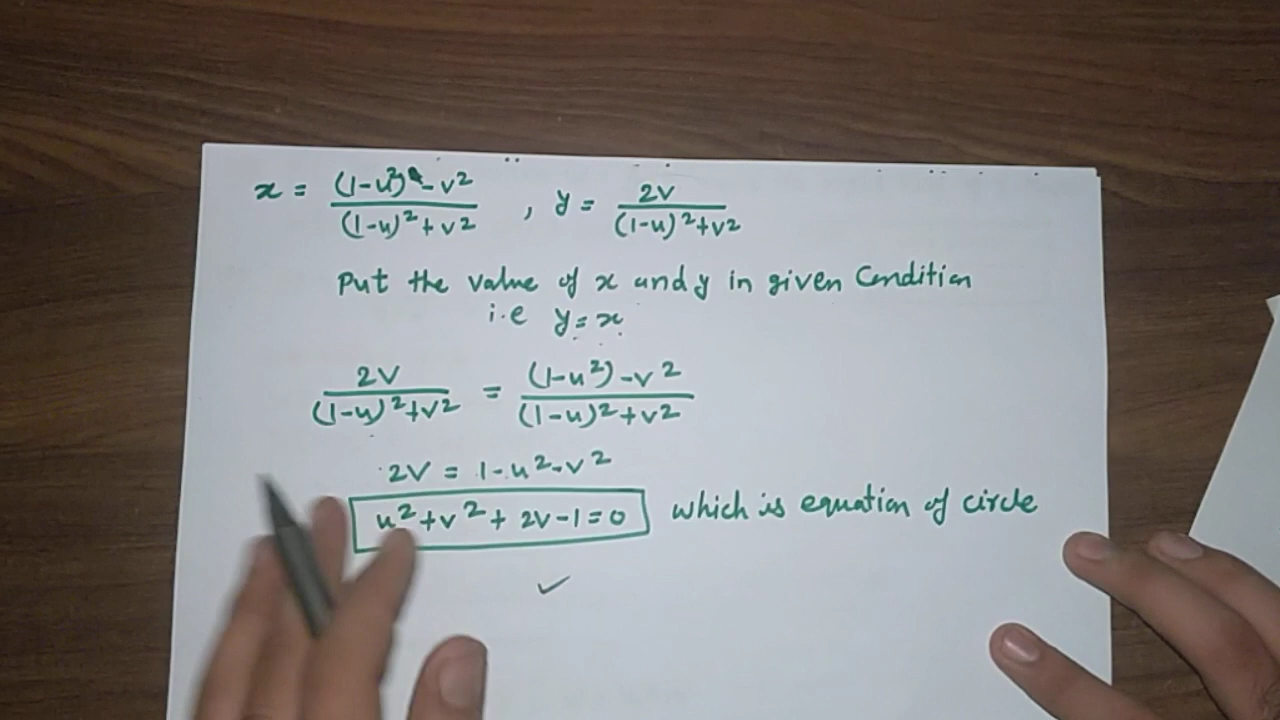 x = (1-u²) - v² / (1-u)² + v² , y = 2v / (1-u)² + v²
Put the value of x and y in given Condition
i.e y = x
2v / (1-u)² + v² = (1-u²) - v² / (1-u)² + v²
2v = 1 - u² - v²
u² + v² + 2v - 1 = 0 which is equation of circle